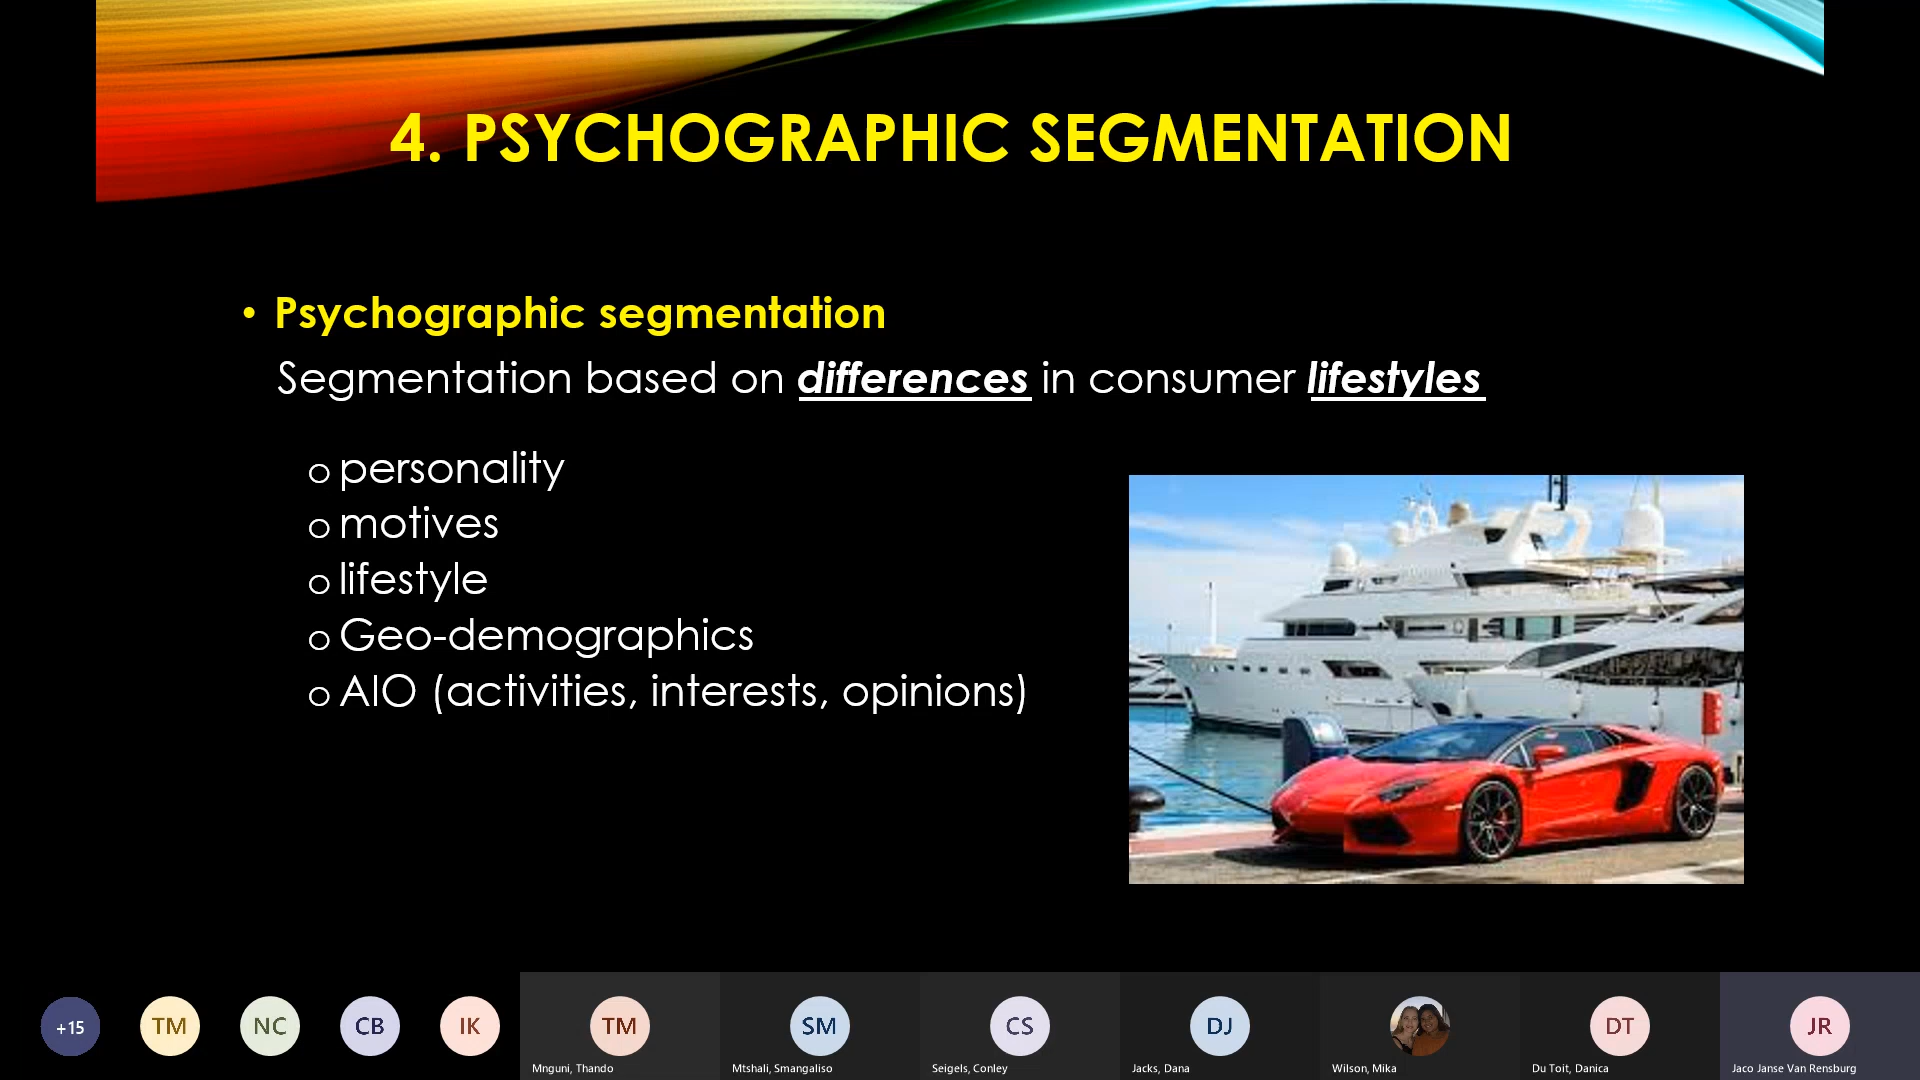 4. PSYCHOGRAPHIC SEGMENTATION
• Psychographic segmentation
Segmentation based on differences in consumer lifestyles
o personality
o motives
o lifestyle
o Geo-demographics
o AIO (activities, interests, opinions)
+15
TM
NC
CB
IK
TM
SM
CS
DJ
DT
JR
Mnguni, Thando
Mtshali, Smangaliso
Seigels, Conley
Jacks, Dana
Wilson, Mika
Du Toit, Danica
Jaco Janse Van Rensburg